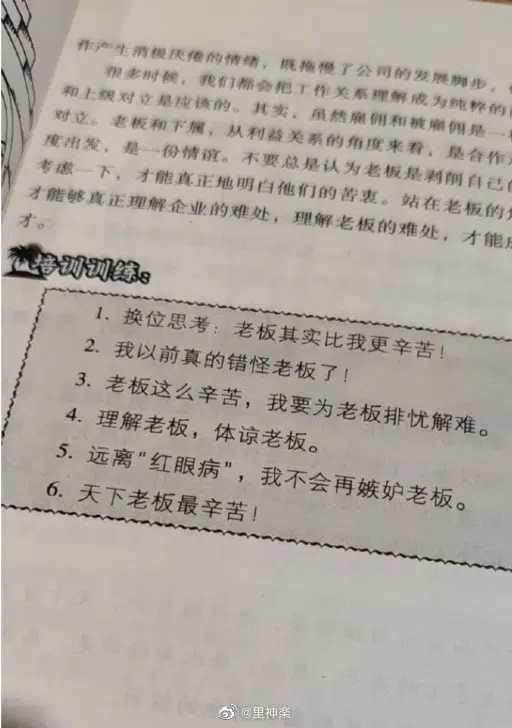 作产生消极厌倦的情绪，既拖慢了公司的发展脚步，
很多时候，我们都会把工作关系理解成为纯粹的
和上级对立是应该的。其实，虽然雇佣和被雇佣是一
对立。老板和下属，从利益关系的角度来看，是合作
度出发，是一份情谊。不要总是认为老板是剥削自己的
考虑一下，才能真正地明白他们的苦衷。站在老板的
才能够真正理解企业的难处，理解老板的难处，才能
才。
培训训练：
1. 换位思考：老板其实比我更辛苦！
2. 我以前真的错怪老板了！
3. 老板这么辛苦，我要为老板排忧解难。
4. 理解老板，体谅老板。
5. 远离“红眼病”，我不会再嫉妒老板。
6. 天下老板最辛苦！
@里神楽